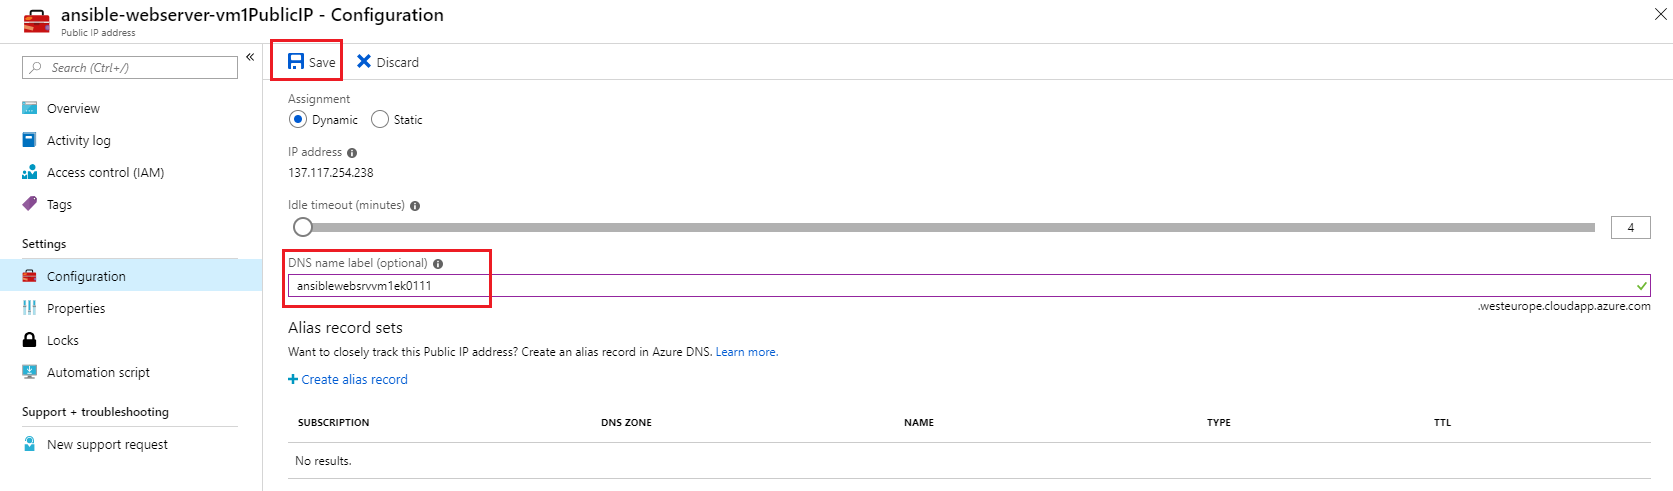 ansible-webserver-vm1PublicIP - Configuration
Public IP address
Search (Ctrl+/)
Overview
Activity log
Access control (IAM)
Tags
Settings
Configuration
Properties
Locks
Automation script
Support + troubleshooting
New support request
Save Discard
Assignment
Dynamic Static
IP address
137.117.254.238
Idle timeout (minutes)
4
DNS name label (optional)
ansiblewebsrvvm1ek0111
.westeurope.cloudapp.azure.com
Alias record sets
Want to closely track this Public IP address? Create an alias record in Azure DNS. Learn more.
+ Create alias record
SUBSCRIPTION DNS ZONE NAME TYPE TTL
No results.